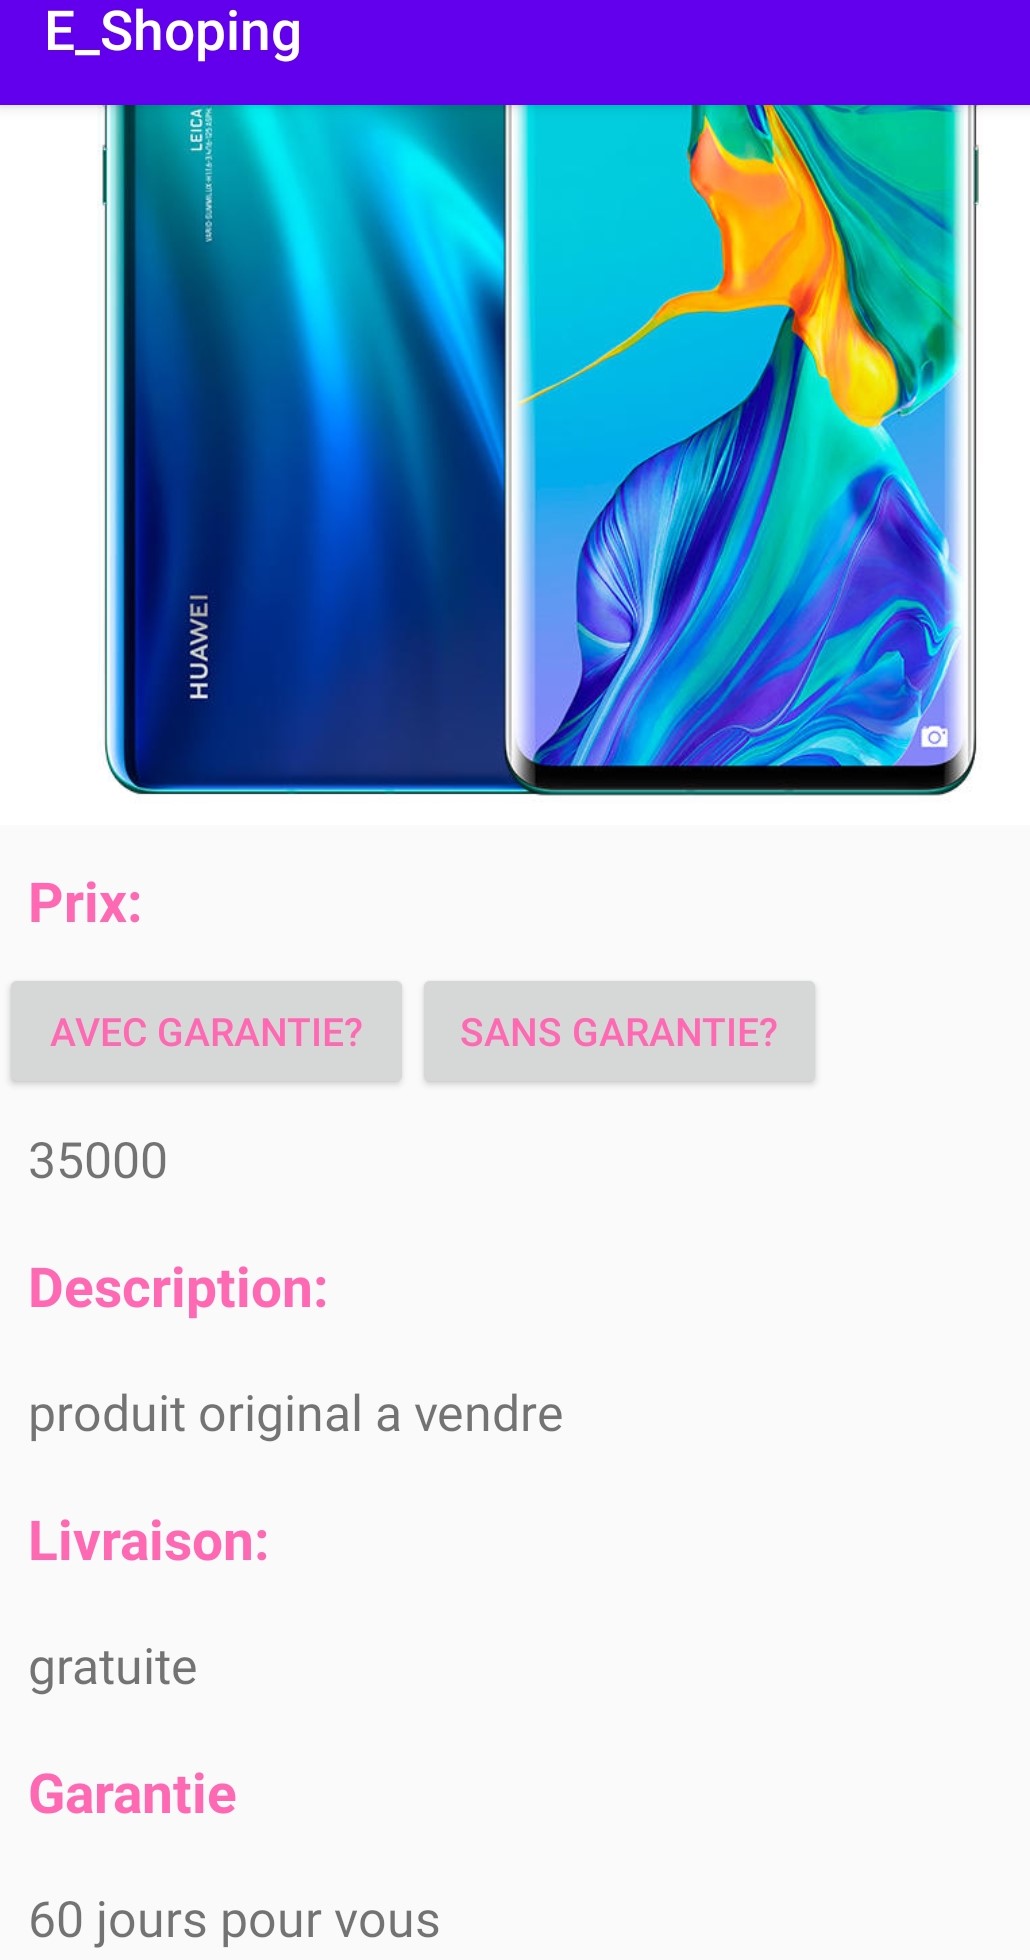 E_Shoping
LEICA
HUAWEI
Prix:
AVEC GARANTIE?
SANS GARANTIE?
35000
Description:
produit original a vendre
Livraison:
gratuite
Garantie
60 jours pour vous